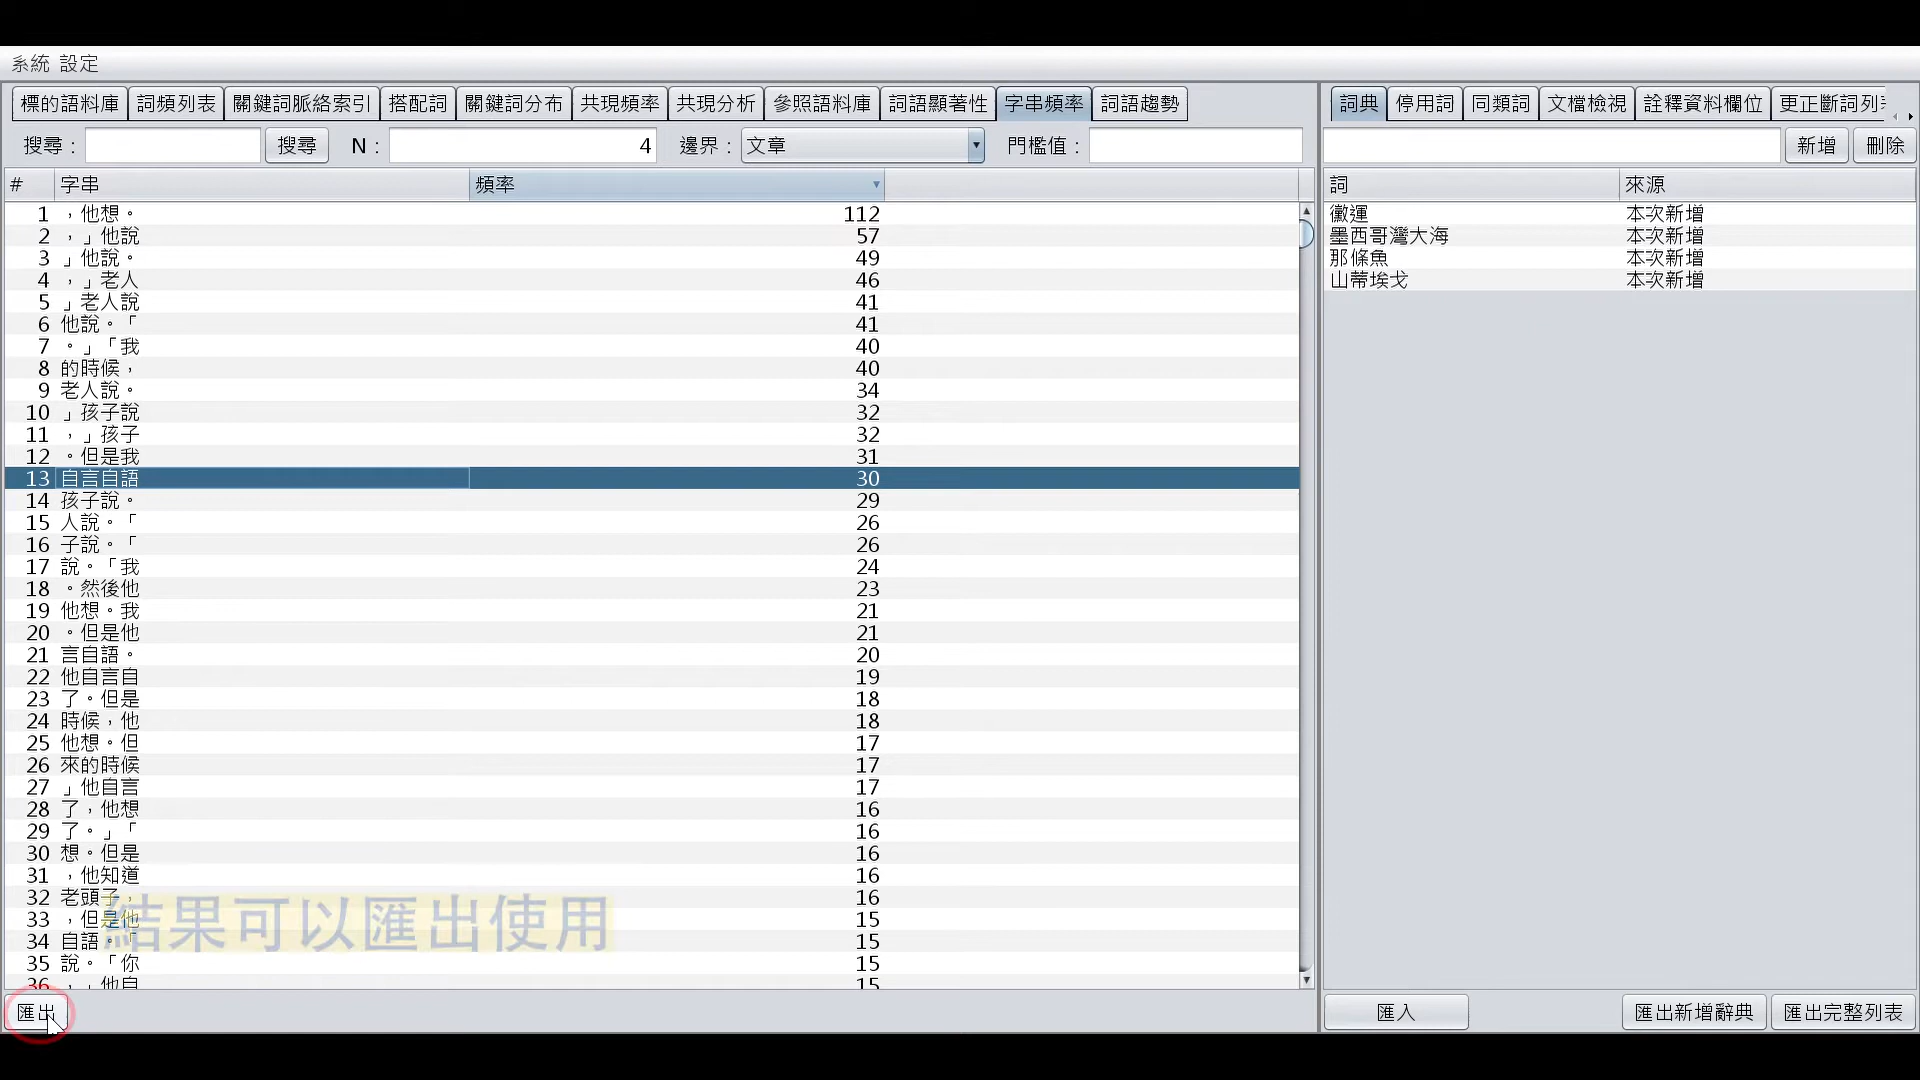 系統 設定
標的語料庫 詞頻列表 關鍵詞脈絡索引 搭配詞 關鍵詞分布 共現頻率 共現分析 參照語料庫 詞語顯著性 字串頻率 詞語趨勢
搜尋： 搜尋 N： 4 邊界： 文章 門檻值：
# 字串 頻率
1 ，他想。 112
2 ，」他說 57
3 」他說。 49
4 ，」老人 46
5 」老人說 41
6 他說。「 41
7 。」「我 40
8 的時候， 40
9 老人說。 34
10 」孩子說 32
11 ，」孩子 32
12 。但是我 31
13 自言自語 30
14 孩子說。 29
15 人說。「 26
16 子說。「 26
17 說。「我 24
18 。然後他 23
19 他想。我 21
20 。但是他 21
21 言自語。 20
22 他自言自 19
23 了。但是 18
24 時候，他 18
25 他想。但 17
26 來的時候 17
27 」他自言 17
28 了，他想 16
29 了。」「 16
30 想。但是 16
31 ，他知道 16
32 老頭子， 16
33 ，但是他 15
34 自語。「 15
35 說。「你 15
36 ，」他自 15
結果可以匯出使用
匯出
詞典 停用詞 同類詞 文檔檢視 詮釋資料欄位 更正斷詞列
新增 刪除
詞 來源
黴運 本次新增
墨西哥灣大海 本次新增
那條魚 本次新增
山蒂埃戈 本次新增
匯入 匯出新增辭典 匯出完整列表